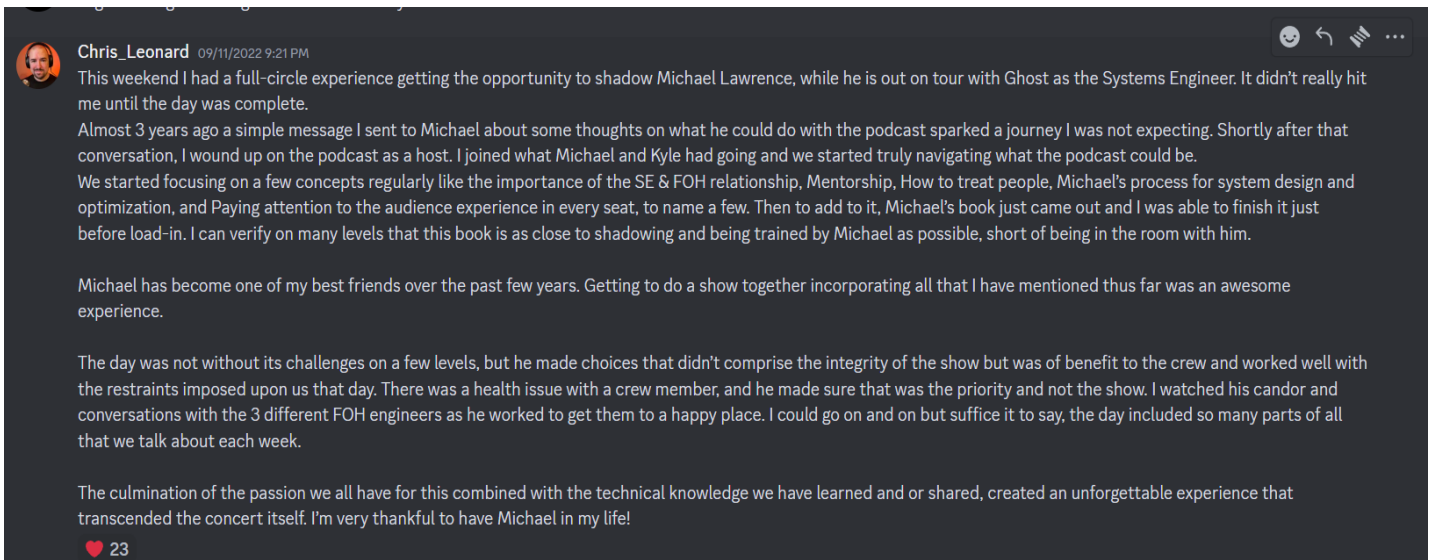 Chris_Leonard 09/11/2022 9:21 PM
This weekend I had a full-circle experience getting the opportunity to shadow Michael Lawrence, while he is out on tour with Ghost as the Systems Engineer. It didn’t really hit
me until the day was complete.
Almost 3 years ago a simple message I sent to Michael about some thoughts on what he could do with the podcast sparked a journey I was not expecting. Shortly after that
conversation, I wound up on the podcast as a host. I joined what Michael and Kyle had going and we started truly navigating what the podcast could be.
We started focusing on a few concepts regularly like the importance of the SE & FOH relationship, Mentorship, How to treat people, Michael’s process for system design and
optimization, and Paying attention to the audience experience in every seat, to name a few. Then to add to it, Michael’s book just came out and I was able to finish it just
before load-in. I can verify on many levels that this book is as close to shadowing and being trained by Michael as possible, short of being in the room with him.
Michael has become one of my best friends over the past few years. Getting to do a show together incorporating all that I have mentioned thus far was an awesome
experience.
The day was not without its challenges on a few levels, but he made choices that didn’t comprise the integrity of the show but was of benefit to the crew and worked well with
the restraints imposed upon us that day. There was a health issue with a crew member, and he made sure that was the priority and not the show. I watched his candor and
conversations with the 3 different FOH engineers as he worked to get them to a happy place. I could go on and on but suffice it to say, the day included so many parts of all
that we talk about each week.
The culmination of the passion we all have for this combined with the technical knowledge we have learned and or shared, created an unforgettable experience that
transcended the concert itself. I’m very thankful to have Michael in my life!
23